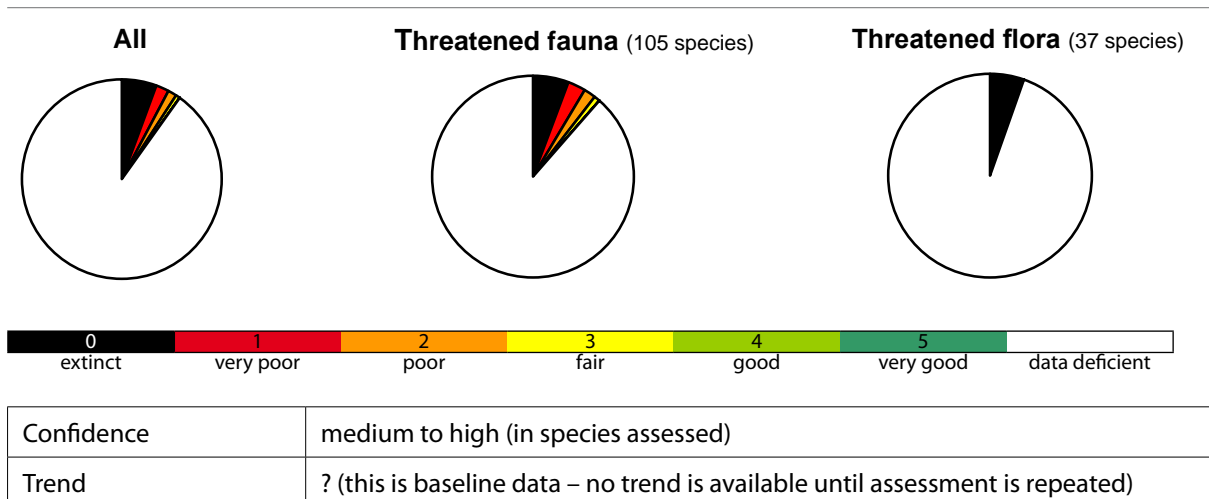 All
Threatened fauna (105 species)
Threatened flora (37 species)
0 1 2 3 4 5
extinct very poor poor fair good very good data deficient
Confidence medium to high (in species assessed)
Trend ? (this is baseline data – no trend is available until assessment is repeated)